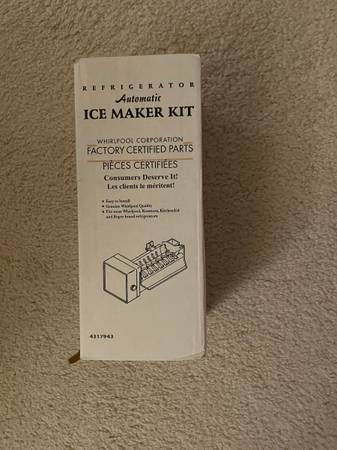 REFRIGERATOR
Automatic
ICE MAKER KIT
WHIRLPOOL CORPORATION
FACTORY CERTIFIED PARTS
PIÈCES CERTIFIÉES
Consumers Deserve It!
Les clients le méritent!
• Easy to install
• Genuine Whirlpool Quality
• Fits most Whirlpool, Kenmore, KitchenAid
and Roper brand refrigerators
4317943